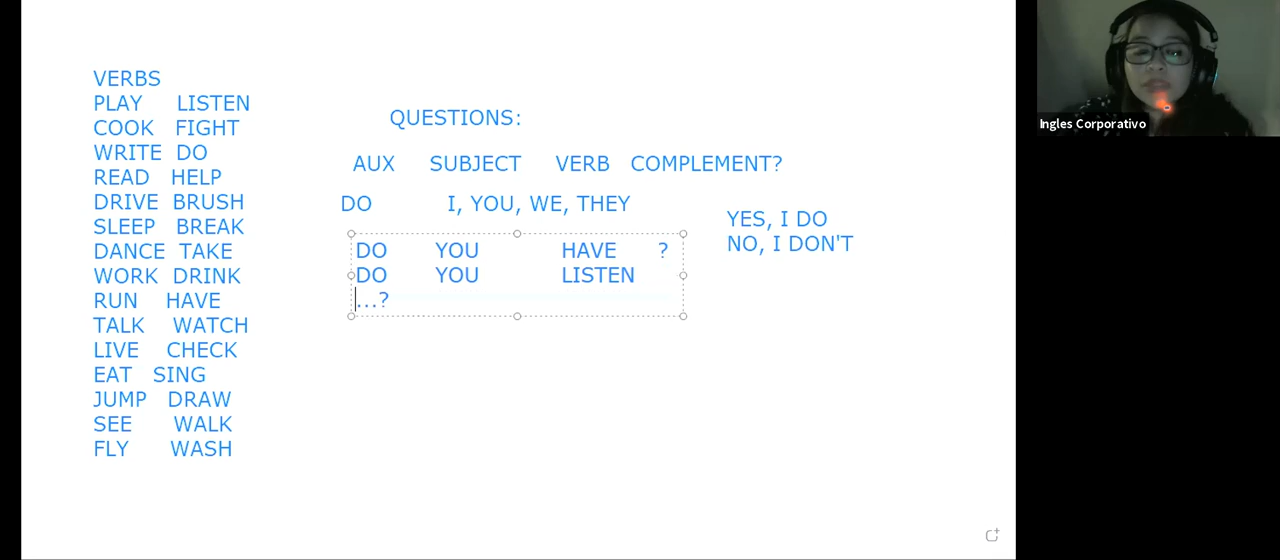 VERBS
PLAY LISTEN
COOK FIGHT
WRITE DO
READ HELP
DRIVE BRUSH
SLEEP BREAK
DANCE TAKE
WORK DRINK
RUN HAVE
TALK WATCH
LIVE CHECK
EAT SING
JUMP DRAW
SEE WALK
FLY WASH
QUESTIONS:
AUX SUBJECT VERB COMPLEMENT?
DO I, YOU, WE, THEY
DO YOU HAVE ?
DO YOU LISTEN
...?
YES, I DO
NO, I DON'T
Ingles Corporativo